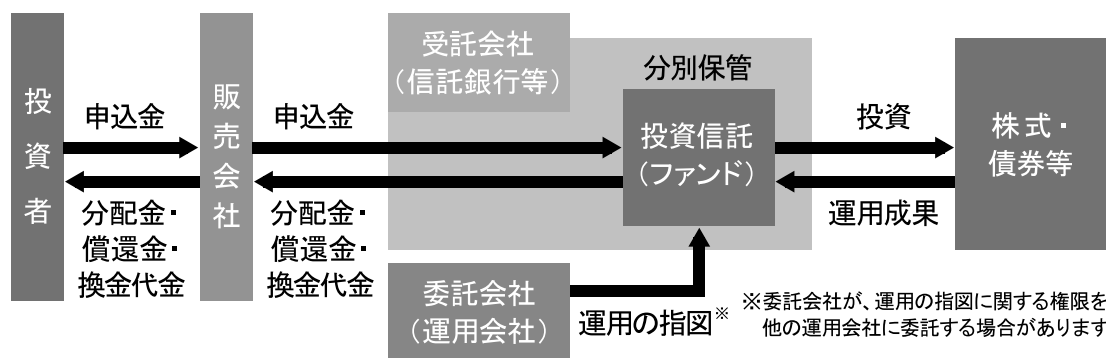 投資者
申込金
分配金・
償還金・
換金代金
販売会社
申込金
分配金・
償還金・
換金代金
受託会社
（信託銀行等）
分別保管
投資信託
（ファンド）
委託会社
（運用会社）
運用の指図※
投資
運用成果
株式・
債券等
※委託会社が、運用の指図に関する権限を
他の運用会社に委託する場合があります